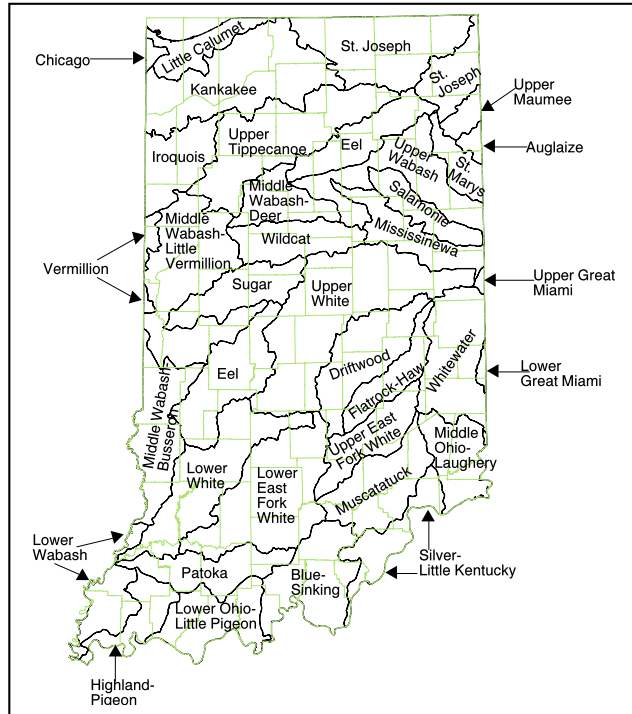 Little Calumet
St. Joseph
Chicago
St.
Joseph
Kankakee
Upper
Maumee
Upper
Tippecanoe
Eel
Upper
Wabash
Auglaize
Iroquois
St.
Marys
Middle
Wabash-
Deer
Salamonie
Middle
Wabash-
Little
Vermillion
Mississinewa
Wildcat
Vermillion
Sugar
Upper
White
Upper Great
Miami
Driftwood
Whitewater
Eel
Flatrock-Haw
Lower
Great Miami
Middle Wabash-
Busseron
Upper East
Fork White
Middle
Ohio-
Laughery
Lower
White
Lower
East
Fork
White
Muscatatuck
Lower
Wabash
Silver-
Little Kentucky
Patoka
Blue-
Sinking
Lower Ohio-
Little Pigeon
Highland-
Pigeon